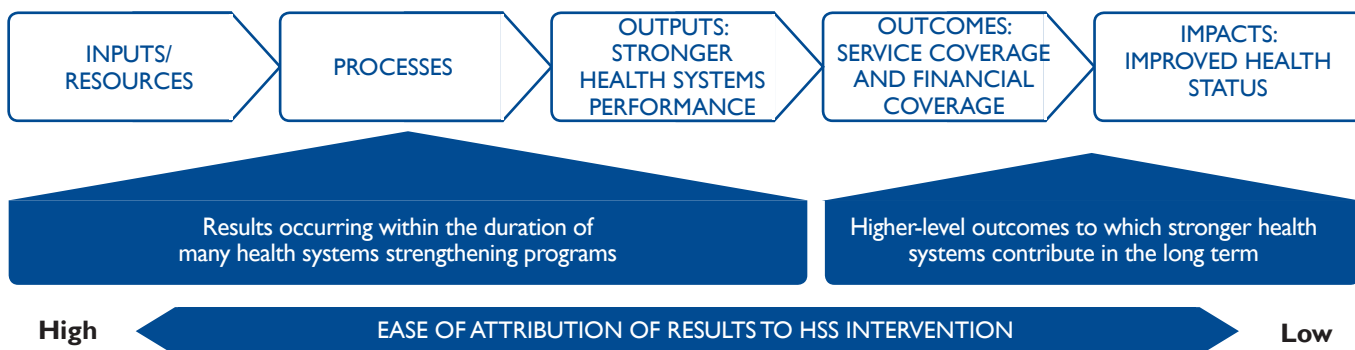 INPUTS/
RESOURCES
PROCESSES
OUTPUTS:
STRONGER
HEALTH SYSTEMS
PERFORMANCE
OUTCOMES:
SERVICE COVERAGE
AND FINANCIAL
COVERAGE
IMPACTS:
IMPROVED HEALTH
STATUS
Results occurring within the duration of
many health systems strengthening programs
Higher-level outcomes to which stronger health
systems contribute in the long term
High
EASE OF ATTRIBUTION OF RESULTS TO HSS INTERVENTION
Low